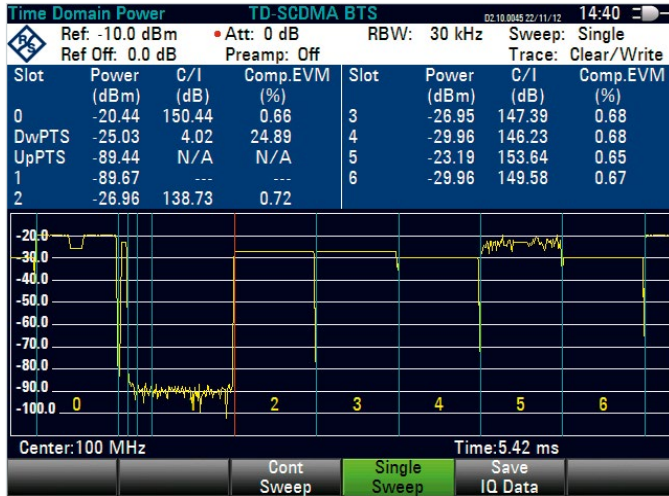 Time Domain Power TD-SCDMA BTS D2.10.0045 22/11/12 14:40
R&S Ref: -10.0 dBm • Att: 0 dB RBW: 30 kHz Sweep: Single
Ref Off: 0.0 dB Preamp: Off Trace: Clear/Write
Slot Power C/I Comp.EVM Slot Power C/I Comp.EVM
(dBm) (dB) (%) (dBm) (dB) (%)
0 -20.44 150.44 0.66 3 -26.95 147.39 0.68
DwPTS -25.03 4.02 24.89 4 -29.96 146.23 0.68
UpPTS -89.44 N/A N/A 5 -23.19 153.64 0.65
1 -89.67 --- --- 6 -29.96 149.58 0.67
2 -26.96 138.73 0.72
-20.0
-30.0
-40.0
-50.0
-60.0
-70.0
-80.0
-90.0
-100.0 0 2 3 4 5 6
Center:100 MHz Time:5.42 ms
Cont Sweep
Single Sweep
Save IQ Data